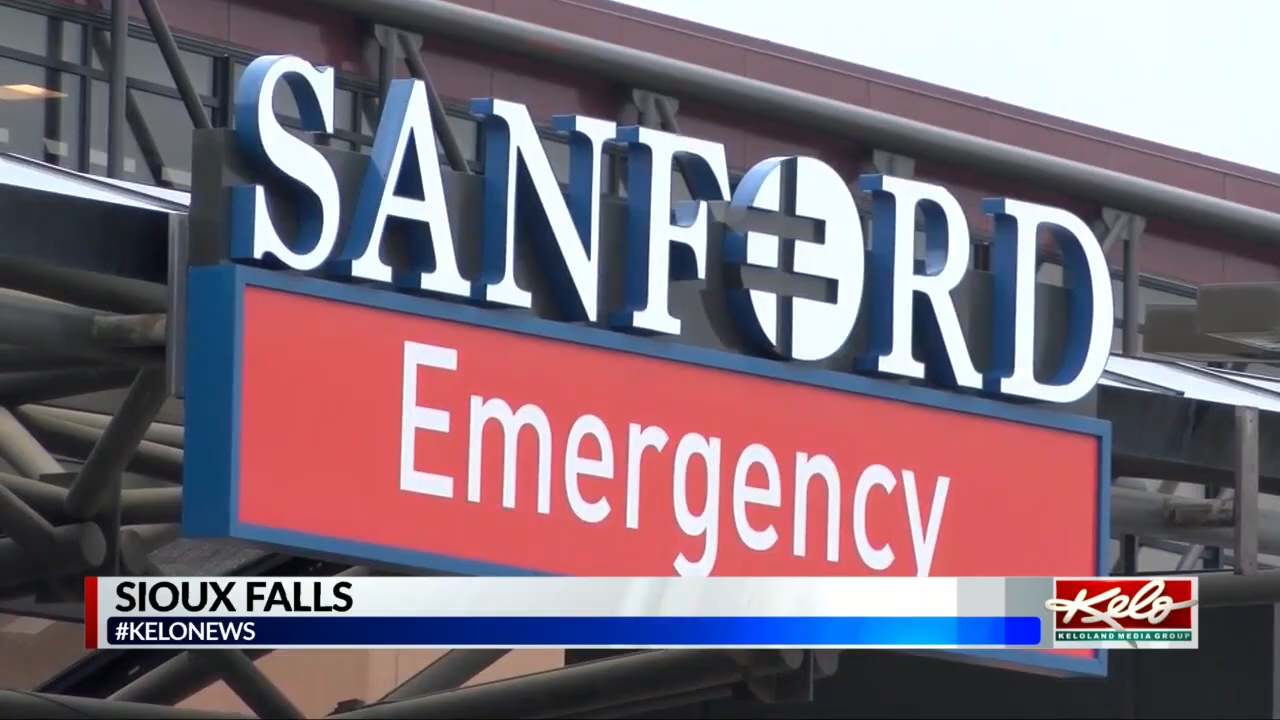 SANFORD
Emergency
SIOUX FALLS
#KELONEWS
Kelo
KELOLAND MEDIA GROUP